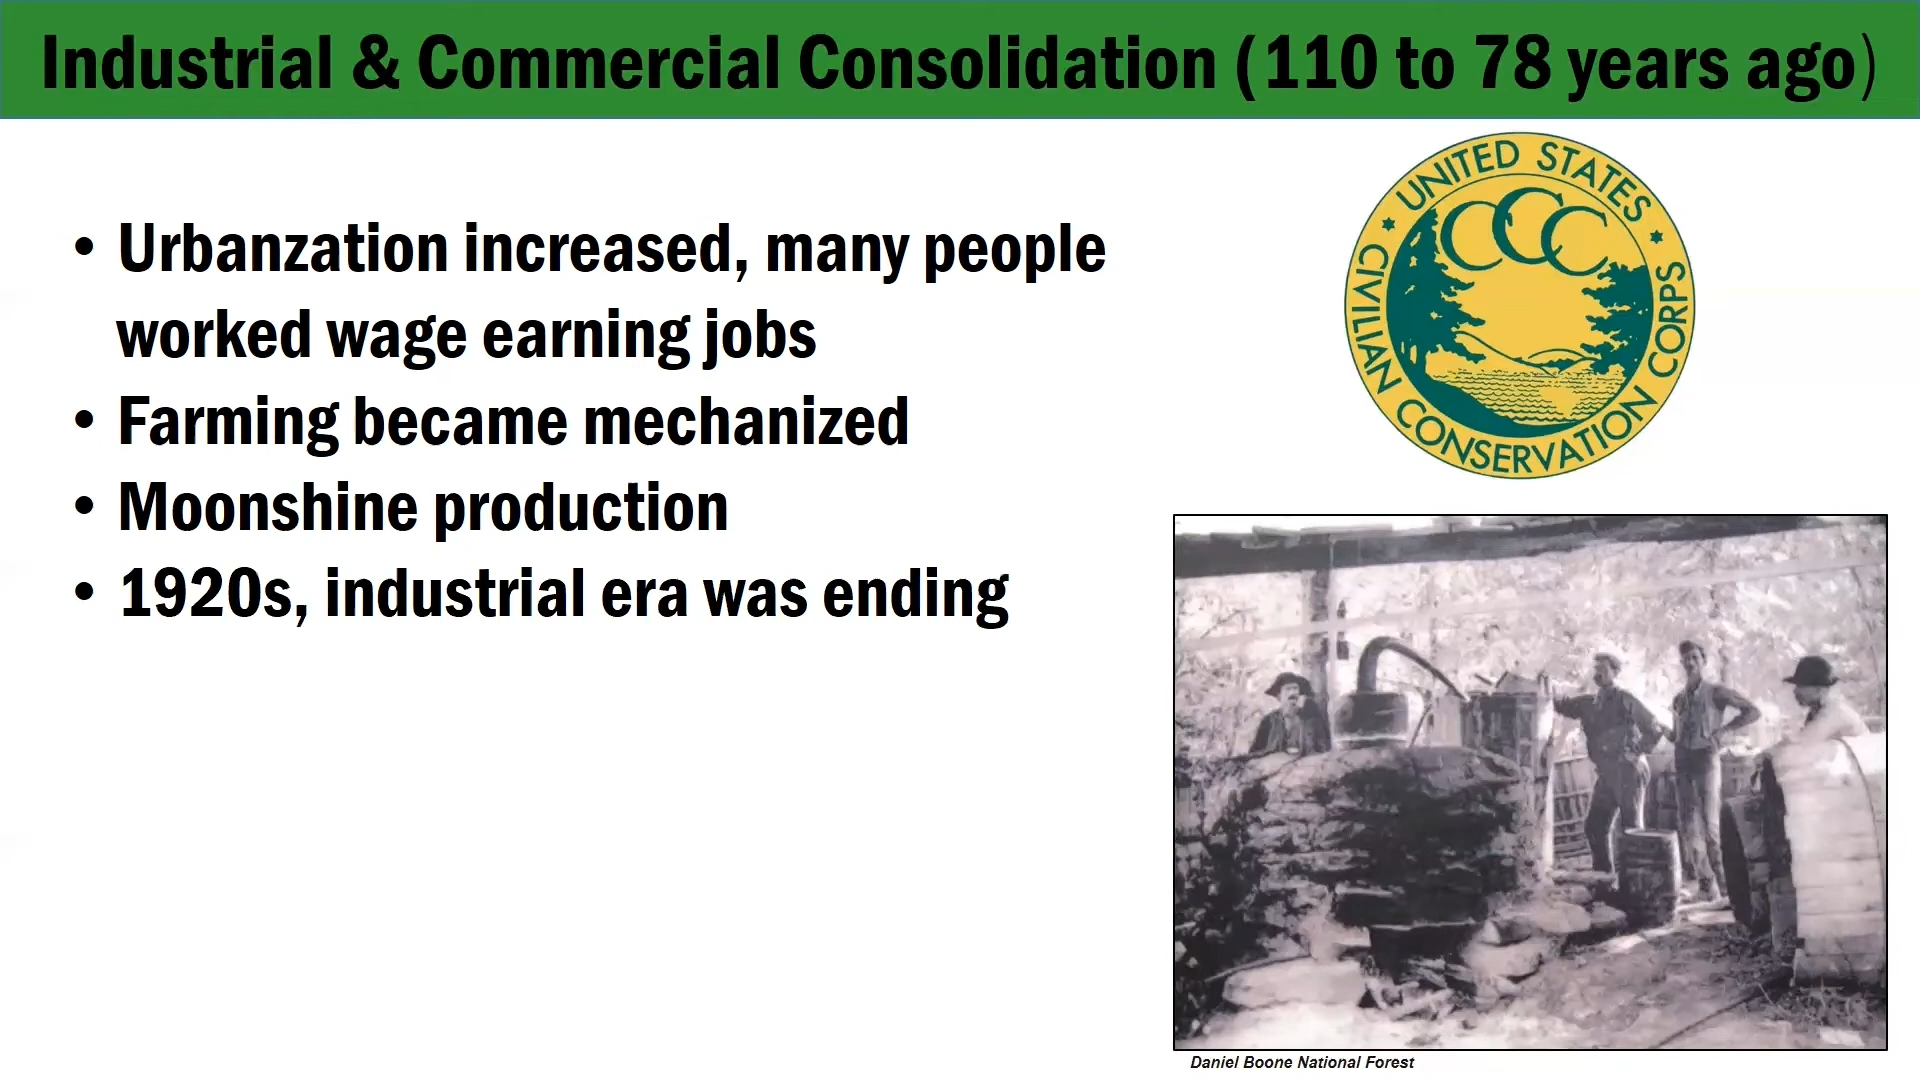 Industrial & Commercial Consolidation (110 to 78 years ago)
• Urbanzation increased, many people
worked wage earning jobs
• Farming became mechanized
• Moonshine production
• 1920s, industrial era was ending
UNITED STATES
CCC
CIVILIAN CONSERVATION CORPS
Daniel Boone National Forest